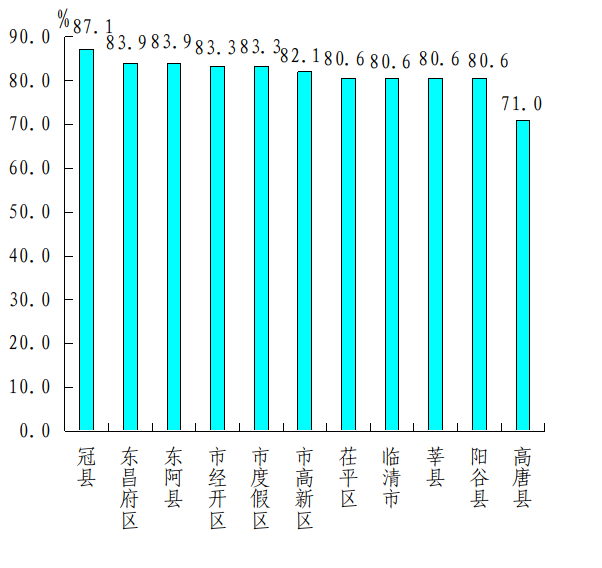 %
87.1
83.9
83.9
83.3
83.3
82.1
80.6
80.6
80.6
80.6
71.0
90.0
80.0
70.0
60.0
50.0
40.0
30.0
20.0
10.0
0.0
冠县
东昌府区
东阿县
市经开区
市度假区
市高新区
茌平区
临清市
莘县
阳谷县
高唐县